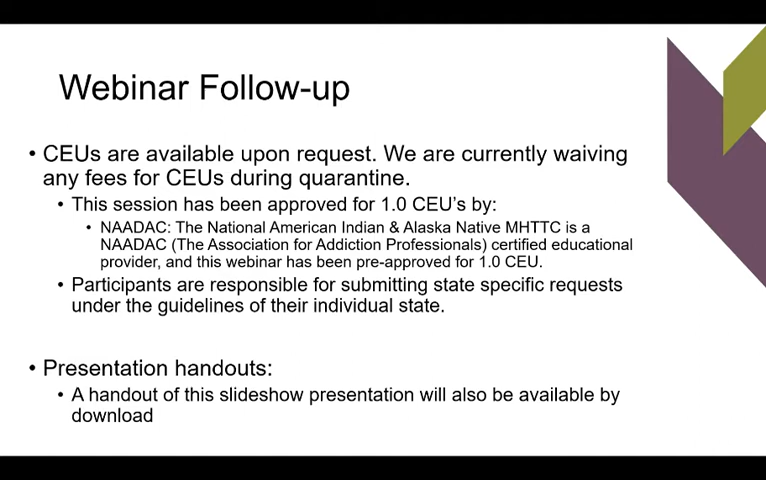 Webinar Follow-up
• CEUs are available upon request. We are currently waiving
any fees for CEUs during quarantine.
• This session has been approved for 1.0 CEU's by:
• NAADAC: The National American Indian & Alaska Native MHTTC is a
NAADAC (The Association for Addiction Professionals) certified educational
provider, and this webinar has been pre-approved for 1.0 CEU.
• Participants are responsible for submitting state specific requests
under the guidelines of their individual state.
• Presentation handouts:
• A handout of this slideshow presentation will also be available by
download